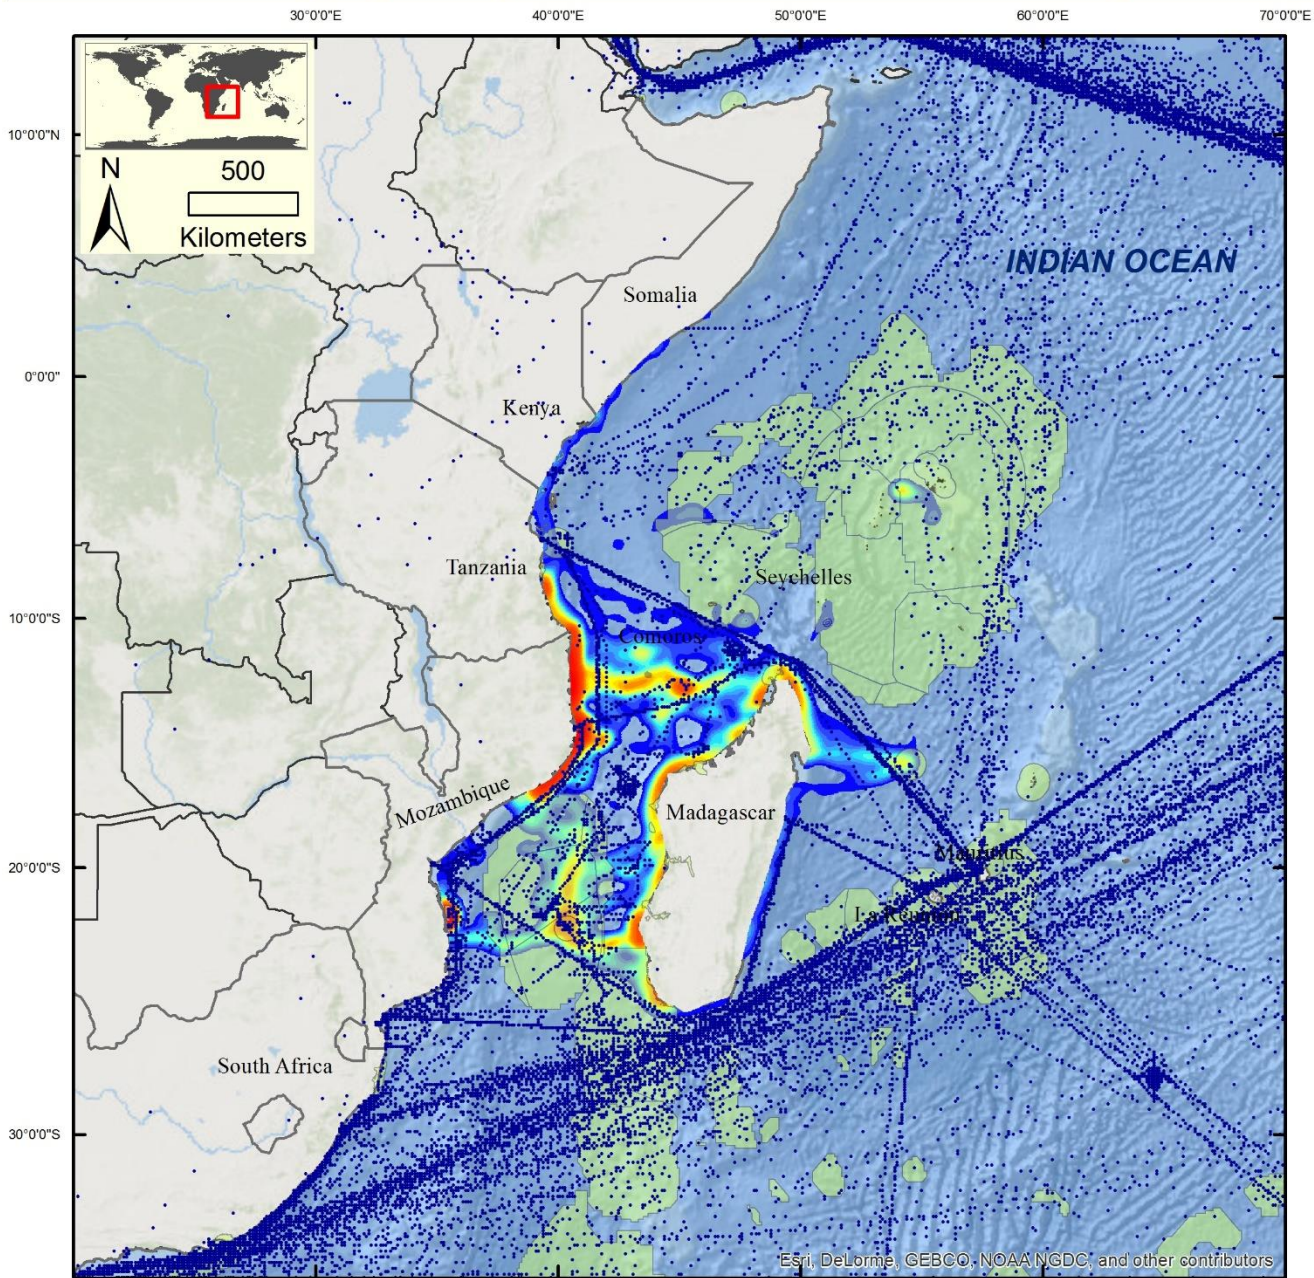 30°0'0"E
40°0'0"E
50°0'0"E
60°0'0"E
70°0'0"E
N
500
Kilometers
10°0'0"N
INDIAN OCEAN
Somalia
0°0'0"
Kenya
Tanzania
Seychelles
10°0'0"S
Comoros
Mozambique
Madagascar
Mauritius
20°0'0"S
La Réunion
South Africa
30°0'0"S
Esri, DeLorme, GEBCO, NOAA NGDC, and other contributors